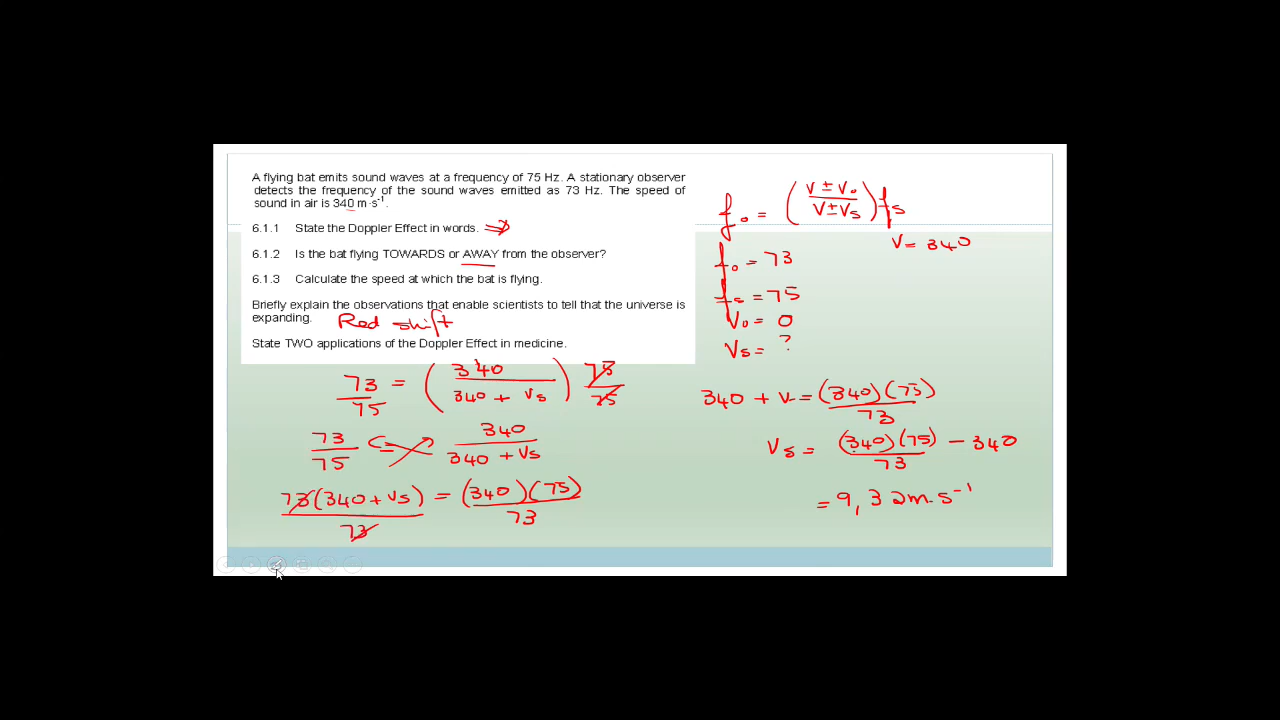 A flying bat emits sound waves at a frequency of 75 Hz. A stationary observer
detects the frequency of the sound waves emitted as 73 Hz. The speed of
sound in air is 340 m·s⁻¹.
6.1.1 State the Doppler Effect in words. ⇒
6.1.2 Is the bat flying TOWARDS or AWAY from the observer?
6.1.3 Calculate the speed at which the bat is flying.
Briefly explain the observations that enable scientists to tell that the universe is
expanding. Red shift
State TWO applications of the Doppler Effect in medicine.
f₀ = (V ± V₀ / V ± Vs) fs
V = 340
f₀ = 73
fs = 75
V₀ = 0
Vs = ?
73/75 = (340 / 340 + Vs) 75/75
73/75 = 340 / 340 + Vs
73(340 + Vs) / 73 = (340)(75) / 73
340 + V = (340)(75) / 73
Vs = (340)(75) / 73 − 340
= 9,32 m·s⁻¹